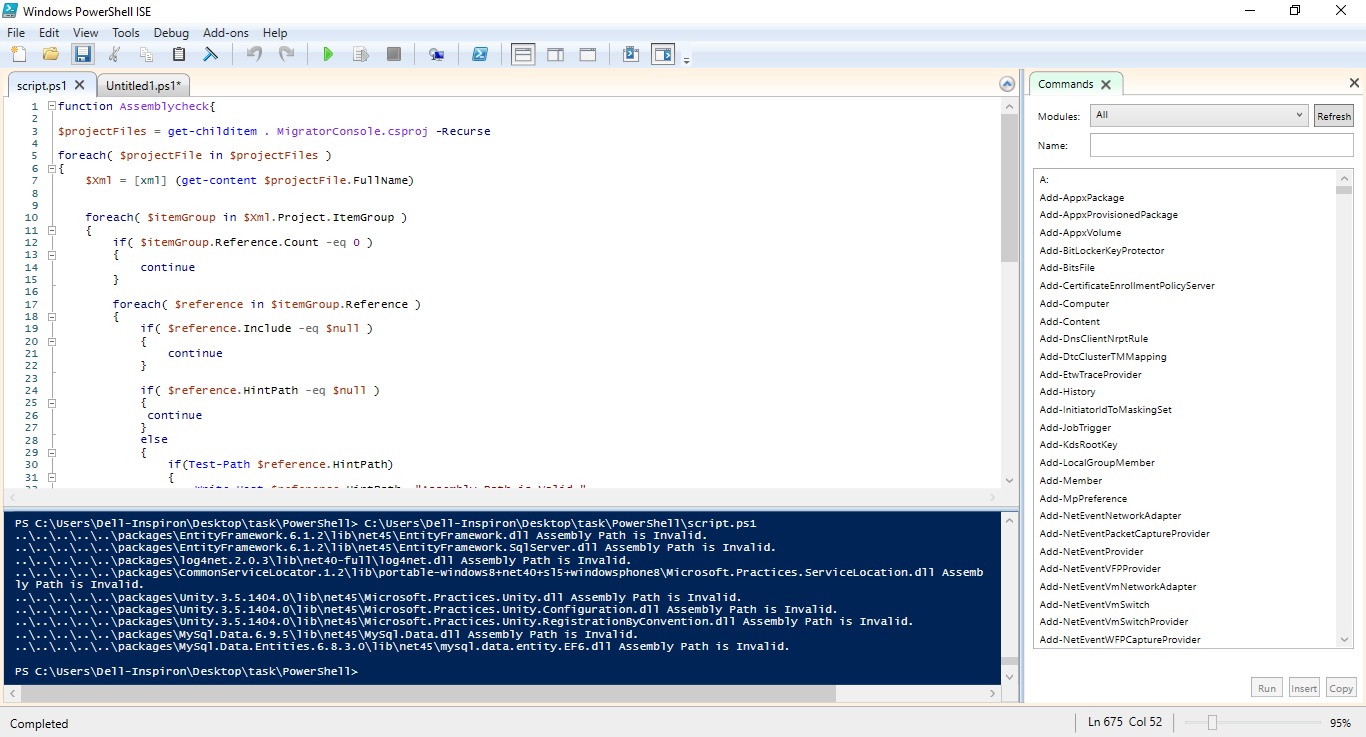 Windows PowerShell ISE
File Edit View Tools Debug Add-ons Help
script.ps1
Untitled1.ps1*
1 function Assemblycheck{
2
3 $projectFiles = get-childitem . MigratorConsole.csproj -Recurse
4
5 foreach( $projectFile in $projectFiles )
6 {
7 $Xml = [xml] (get-content $projectFile.FullName)
8
9
10 foreach( $itemGroup in $Xml.Project.ItemGroup )
11 {
12 if( $itemGroup.Reference.Count -eq 0 )
13 {
14 continue
15 }
16
17 foreach( $reference in $itemGroup.Reference )
18 {
19 if( $reference.Include -eq $null )
20 {
21 continue
22 }
23
24 if( $reference.HintPath -eq $null )
25 {
26 continue
27 }
28 else
29 {
30 if(Test-Path $reference.HintPath)
31 {
PS C:\Users\Dell-Inspiron\Desktop\task\PowerShell> C:\Users\Dell-Inspiron\Desktop\task\PowerShell\script.ps1
..\..\..\..\..\packages\EntityFramework.6.1.2\lib\net45\EntityFramework.dll Assembly Path is Invalid.
..\..\..\..\..\packages\EntityFramework.6.1.2\lib\net45\EntityFramework.SqlServer.dll Assembly Path is Invalid.
..\..\..\..\..\packages\log4net.2.0.3\lib\net40-full\log4net.dll Assembly Path is Invalid.
..\..\..\..\..\packages\CommonServiceLocator.1.2\lib\portable-windows8+net40+sl5+windowsphone8\Microsoft.Practices.ServiceLocation.dll Assemb
ly Path is Invalid.
..\..\..\..\..\packages\Unity.3.5.1404.0\lib\net45\Microsoft.Practices.Unity.dll Assembly Path is Invalid.
..\..\..\..\..\packages\Unity.3.5.1404.0\lib\net45\Microsoft.Practices.Unity.Configuration.dll Assembly Path is Invalid.
..\..\..\..\..\packages\Unity.3.5.1404.0\lib\net45\Microsoft.Practices.Unity.RegistrationByConvention.dll Assembly Path is Invalid.
..\..\..\..\..\packages\MySql.Data.6.9.5\lib\net45\MySql.Data.dll Assembly Path is Invalid.
..\..\..\..\..\packages\MySql.Data.Entities.6.8.3.0\lib\net45\mysql.data.entity.EF6.dll Assembly Path is Invalid.
PS C:\Users\Dell-Inspiron\Desktop\task\PowerShell>
Commands
Modules: All Refresh
Name:
A:
Add-AppxPackage
Add-AppxProvisionedPackage
Add-AppxVolume
Add-BitLockerKeyProtector
Add-BitsFile
Add-CertificateEnrollmentPolicyServer
Add-Computer
Add-Content
Add-DnsClientNrptRule
Add-DtcClusterTMMapping
Add-EtwTraceProvider
Add-History
Add-InitiatorIdToMaskingSet
Add-JobTrigger
Add-KdsRootKey
Add-LocalGroupMember
Add-Member
Add-MpPreference
Add-NetEventNetworkAdapter
Add-NetEventPacketCaptureProvider
Add-NetEventProvider
Add-NetEventVFPProvider
Add-NetEventVmNetworkAdapter
Add-NetEventVmSwitch
Add-NetEventVmSwitchProvider
Add-NetEventWFPCaptureProvider
Run Insert Copy
Completed
Ln 675 Col 52
95%